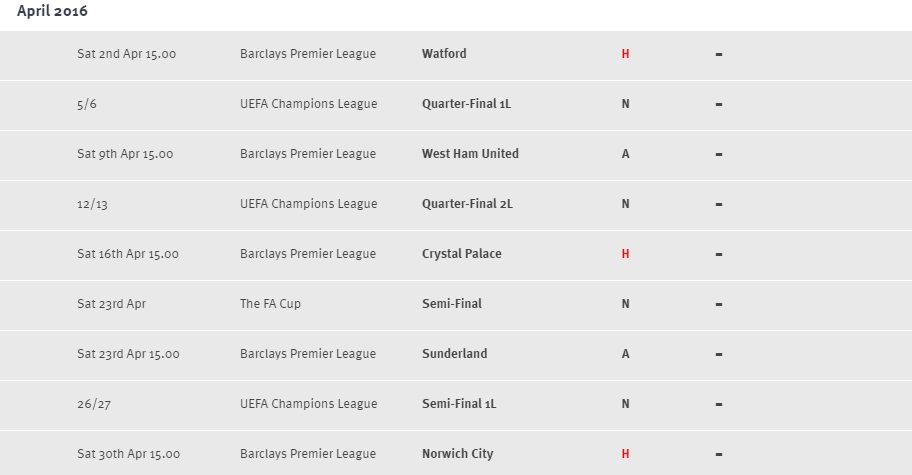 April 2016
Sat 2nd Apr 15.00 Barclays Premier League Watford H -
5/6 UEFA Champions League Quarter-Final 1L N -
Sat 9th Apr 15.00 Barclays Premier League West Ham United A -
12/13 UEFA Champions League Quarter-Final 2L N -
Sat 16th Apr 15.00 Barclays Premier League Crystal Palace H -
Sat 23rd Apr The FA Cup Semi-Final N -
Sat 23rd Apr 15.00 Barclays Premier League Sunderland A -
26/27 UEFA Champions League Semi-Final 1L N -
Sat 30th Apr 15.00 Barclays Premier League Norwich City H -